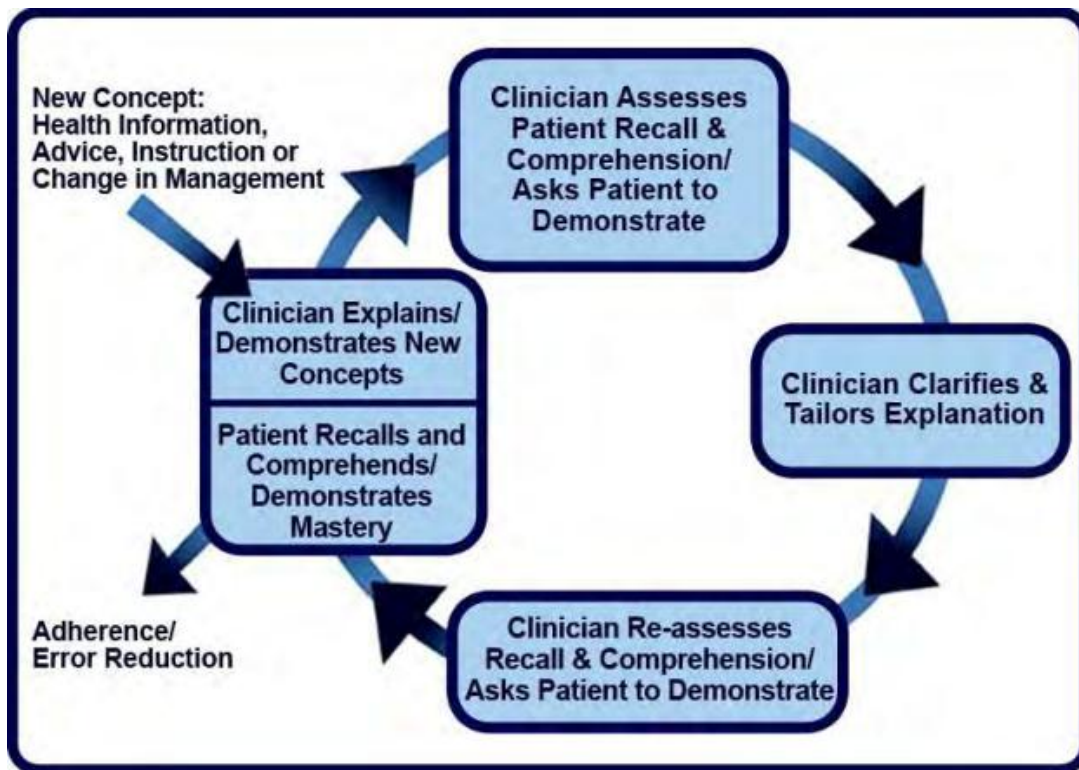 New Concept:
Health Information,
Advice, Instruction or
Change in Management
Clinician Assesses
Patient Recall &
Comprehension/
Asks Patient to
Demonstrate
Clinician Explains/
Demonstrates New
Concepts
Clinician Clarifies &
Tailors Explanation
Patient Recalls and
Comprehends/
Demonstrates
Mastery
Clinician Re-assesses
Recall & Comprehension/
Asks Patient to Demonstrate
Adherence/
Error Reduction